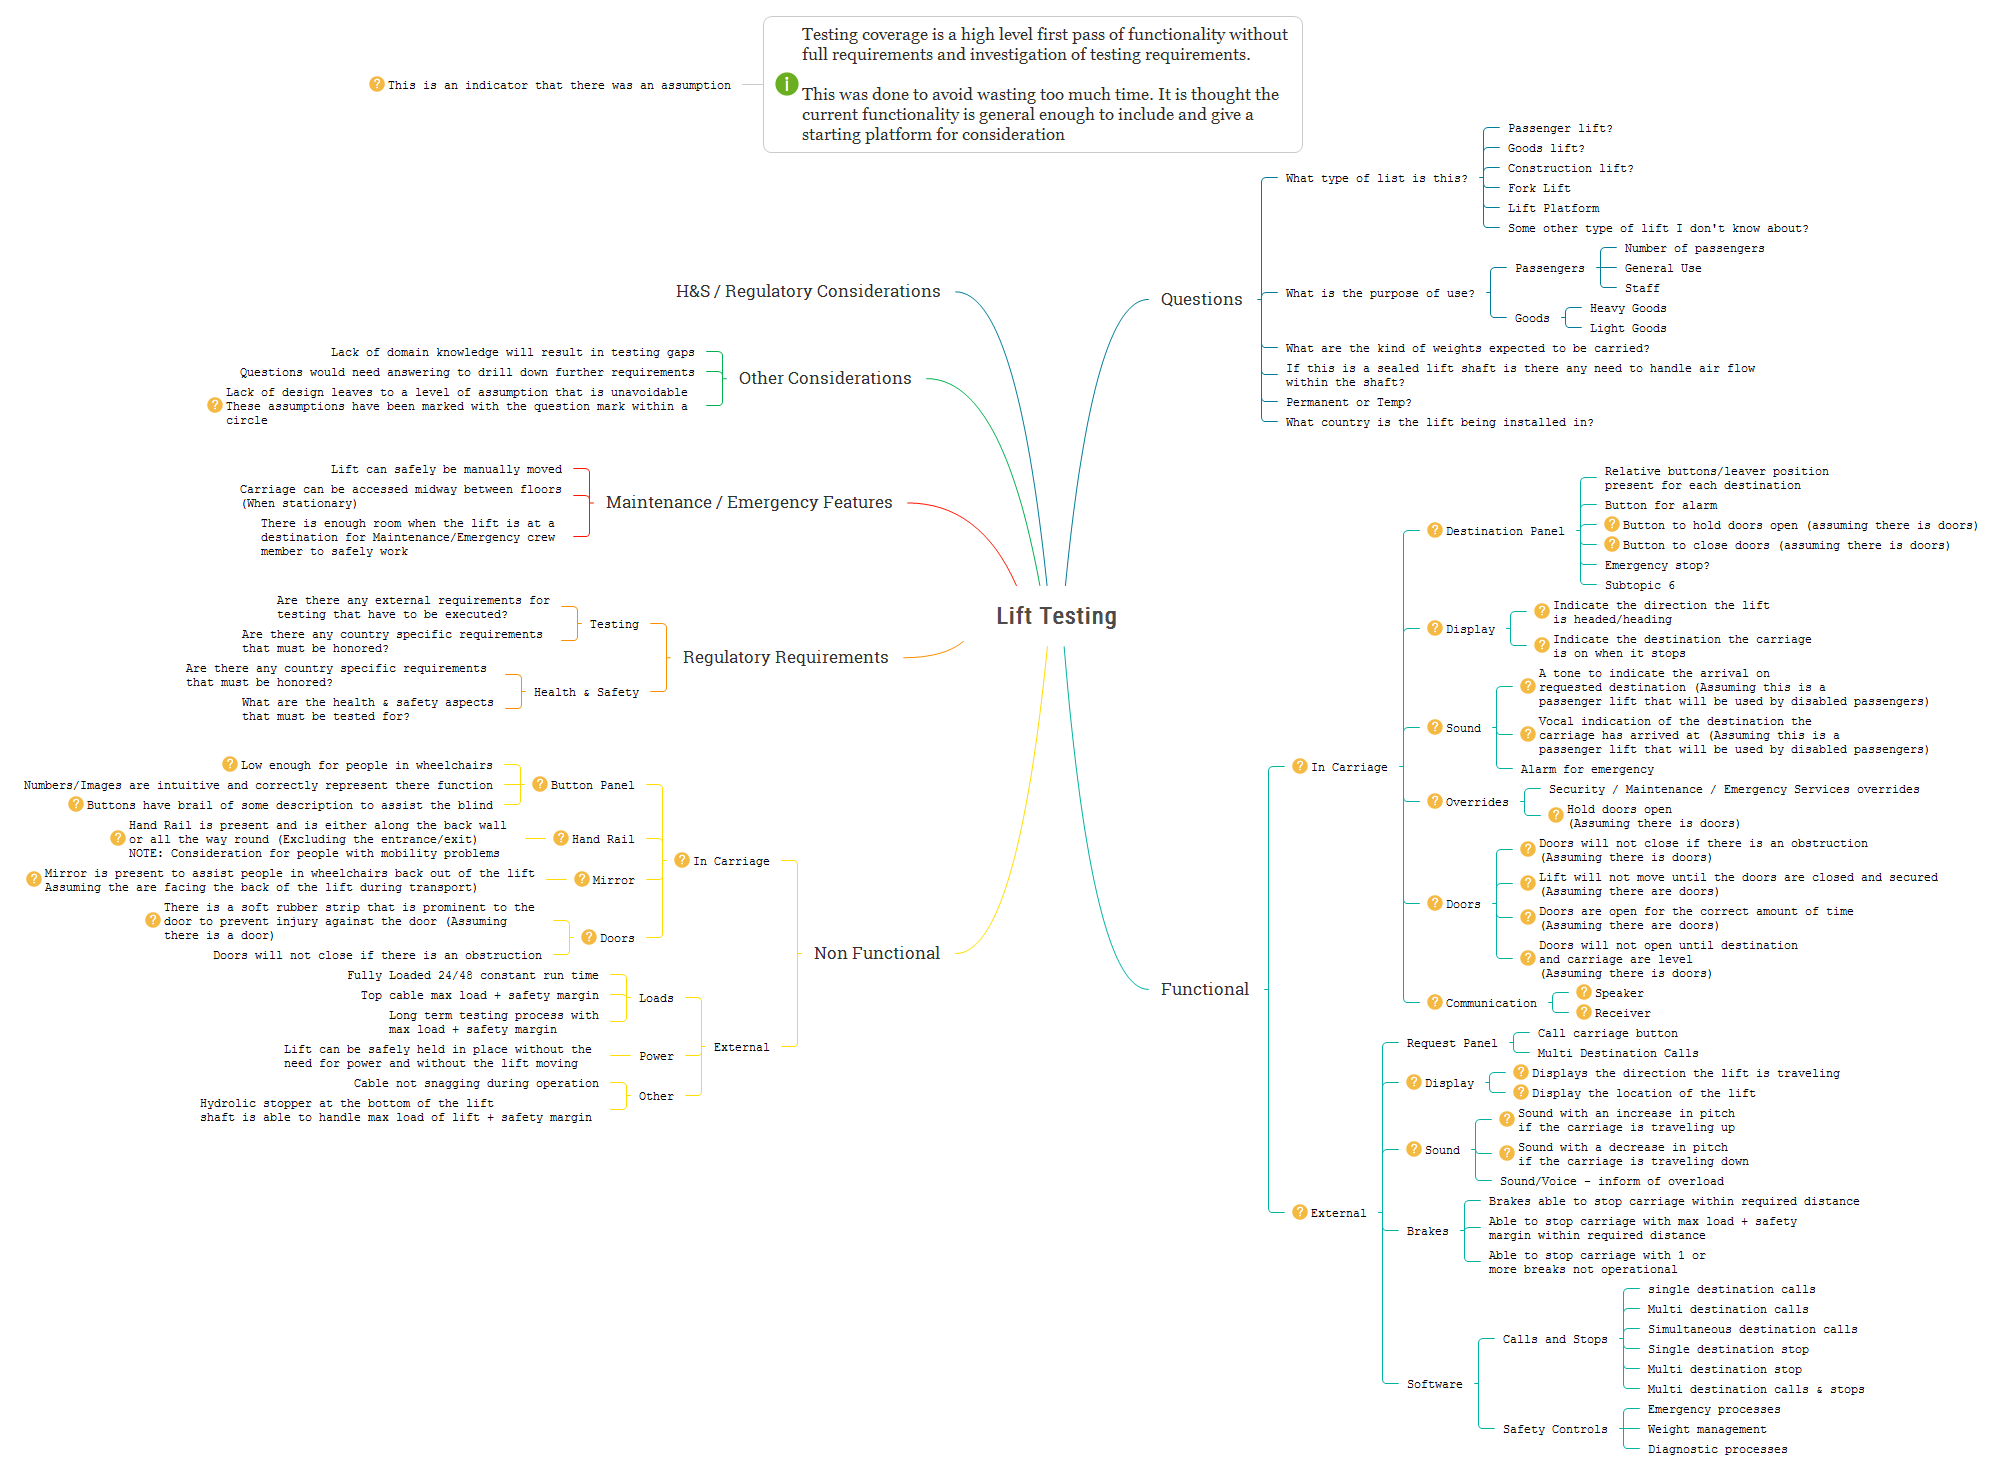 Testing coverage is a high level first pass of functionality without
full requirements and investigation of testing requirements.
This was done to avoid wasting too much time. It is thought the
current functionality is general enough to include and give a
starting platform for consideration
? This is an indicator that there was an assumption
Lift Testing
Questions
What type of list is this?
Passenger lift?
Goods lift?
Construction lift?
Fork Lift
Lift Platform
Some other type of lift I don't know about?
What is the purpose of use?
Passengers
Number of passengers
General Use
Staff
Goods
Heavy Goods
Light Goods
What are the kind of weights expected to be carried?
If this is a sealed lift shaft is there any need to handle air flow
within the shaft?
Permanent or Temp?
What country is the lift being installed in?
Functional
? In Carriage
? Destination Panel
Relative buttons/leaver position
present for each destination
Button for alarm
? Button to hold doors open (assuming there is doors)
? Button to close doors (assuming there is doors)
Emergency stop?
Subtopic 6
? Display
? Indicate the direction the lift
is headed/heading
? Indicate the destination the carriage
is on when it stops
? Sound
? A tone to indicate the arrival on
requested destination (Assuming this is a
passenger lift that will be used by disabled passengers)
? Vocal indication of the destination the
carriage has arrived at (Assuming this is a
passenger lift that will be used by disabled passengers)
Alarm for emergency
? Overrides
Security / Maintenance / Emergency Services overrides
? Hold doors open
(Assuming there is doors)
? Doors
? Doors will not close if there is an obstruction
(Assuming there is doors)
? Lift will not move until the doors are closed and secured
(Assuming there are doors)
? Doors are open for the correct amount of time
(Assuming there are doors)
? Doors will not open until destination
and carriage are level
(Assuming there is doors)
? Communication
? Speaker
? Receiver
? External
Request Panel
Call carriage button
Multi Destination Calls
? Display
? Displays the direction the lift is traveling
? Display the location of the lift
? Sound
? Sound with an increase in pitch
if the carriage is traveling up
? Sound with a decrease in pitch
if the carriage is traveling down
Sound/Voice - inform of overload
Brakes
Brakes able to stop carriage within required distance
Able to stop carriage with max load + safety
margin within required distance
Able to stop carriage with 1 or
more breaks not operational
Software
Calls and Stops
single destination calls
Multi destination calls
Simultaneous destination calls
Single destination stop
Multi destination stop
Multi destination calls & stops
Safety Controls
Emergency processes
Weight management
Diagnostic processes
H&S / Regulatory Considerations
Other Considerations
Lack of domain knowledge will result in testing gaps
Questions would need answering to drill down further requirements
Lack of design leaves to a level of assumption that is unavoidable
? These assumptions have been marked with the question mark within a
circle
Maintenance / Emergency Features
Lift can safely be manually moved
Carriage can be accessed midway between floors
(When stationary)
There is enough room when the lift is at a
destination for Maintenance/Emergency crew
member to safely work
Regulatory Requirements
Testing
Are there any external requirements for
testing that have to be executed?
Are there any country specific requirements
that must be honored?
Health & Safety
Are there any country specific requirements
that must be honored?
What are the health & safety aspects
that must be tested for?
Non Functional
? In Carriage
? Button Panel
? Low enough for people in wheelchairs
Numbers/Images are intuitive and correctly represent there function
? Buttons have brail of some description to assist the blind
? Hand Rail
Hand Rail is present and is either along the back wall
? or all the way round (Excluding the entrance/exit)
NOTE: Consideration for people with mobility problems
? Mirror
? Mirror is present to assist people in wheelchairs back out of the lift
Assuming the are facing the back of the lift during transport)
? Doors
There is a soft rubber strip that is prominent to the
? door to prevent injury against the door (Assuming
there is a door)
Doors will not close if there is an obstruction
External
Loads
Fully Loaded 24/48 constant run time
Top cable max load + safety margin
Long term testing process with
max load + safety margin
Power
Lift can be safely held in place without the
need for power and without the lift moving
Other
Cable not snagging during operation
Hydrolic stopper at the bottom of the lift
shaft is able to handle max load of lift + safety margin